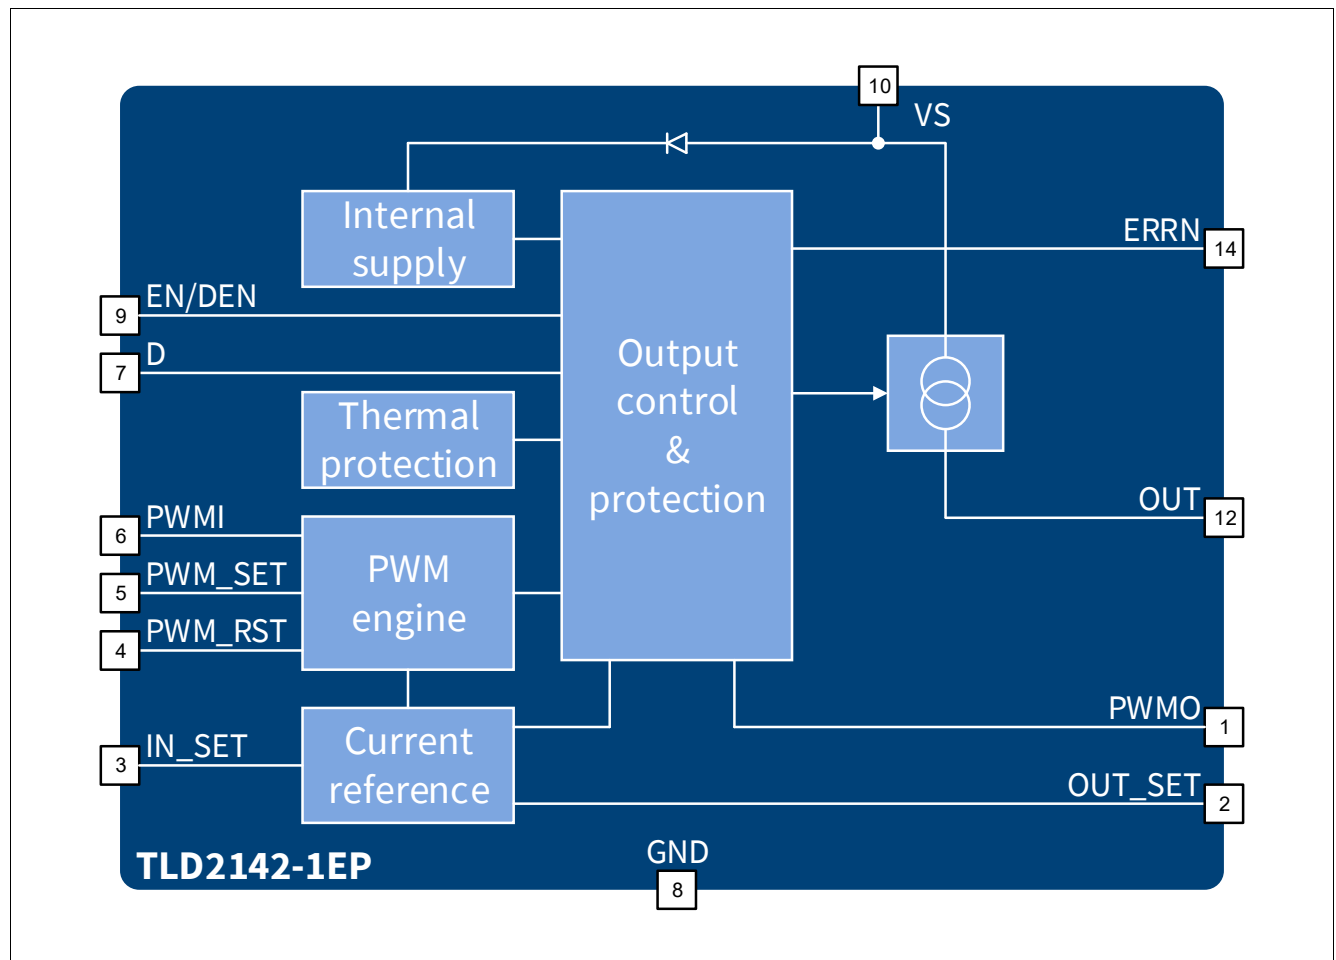 10
VS
Internal
supply
ERRN
14
EN/DEN
9
D
7
Output
control
&
protection
Thermal
protection
PWMI
6
OUT
12
PWM_SET
5
PWM
engine
PWM_RST
4
PWMO
1
IN_SET
3
Current
reference
OUT_SET
2
TLD2142-1EP
GND
8